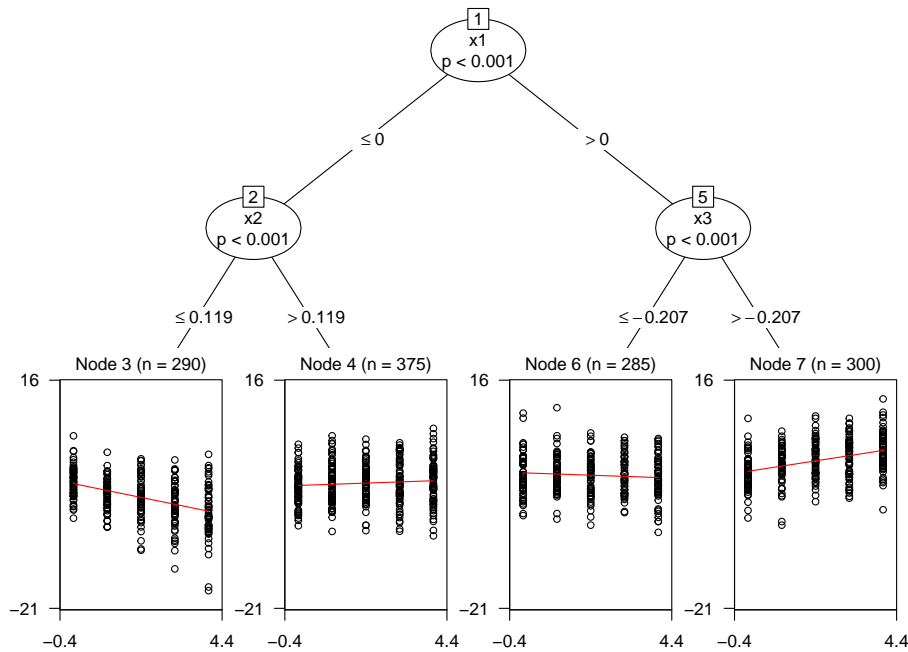 1
x1
p < 0.001
≤ 0
> 0
2
x2
p < 0.001
5
x3
p < 0.001
≤ 0.119
> 0.119
≤ −0.207
> −0.207
Node 3 (n = 290)
Node 4 (n = 375)
Node 6 (n = 285)
Node 7 (n = 300)
16
16
16
16
−21
−21
−21
−21
−0.4
4.4
−0.4
4.4
−0.4
4.4
−0.4
4.4